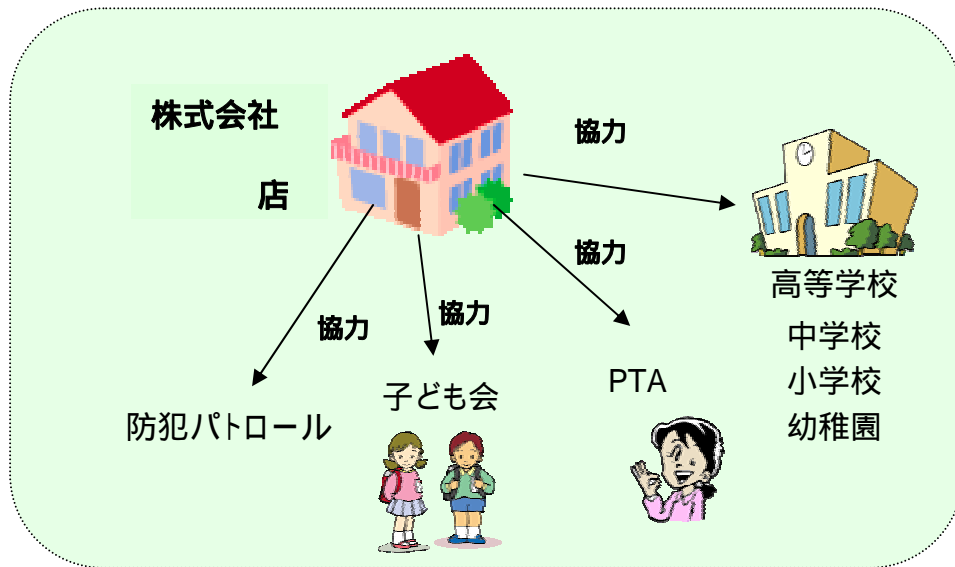 株式会社
店
協力
協力
協力
協力
高等学校
中学校
小学校
幼稚園
PTA
子ども会
防犯パトロール